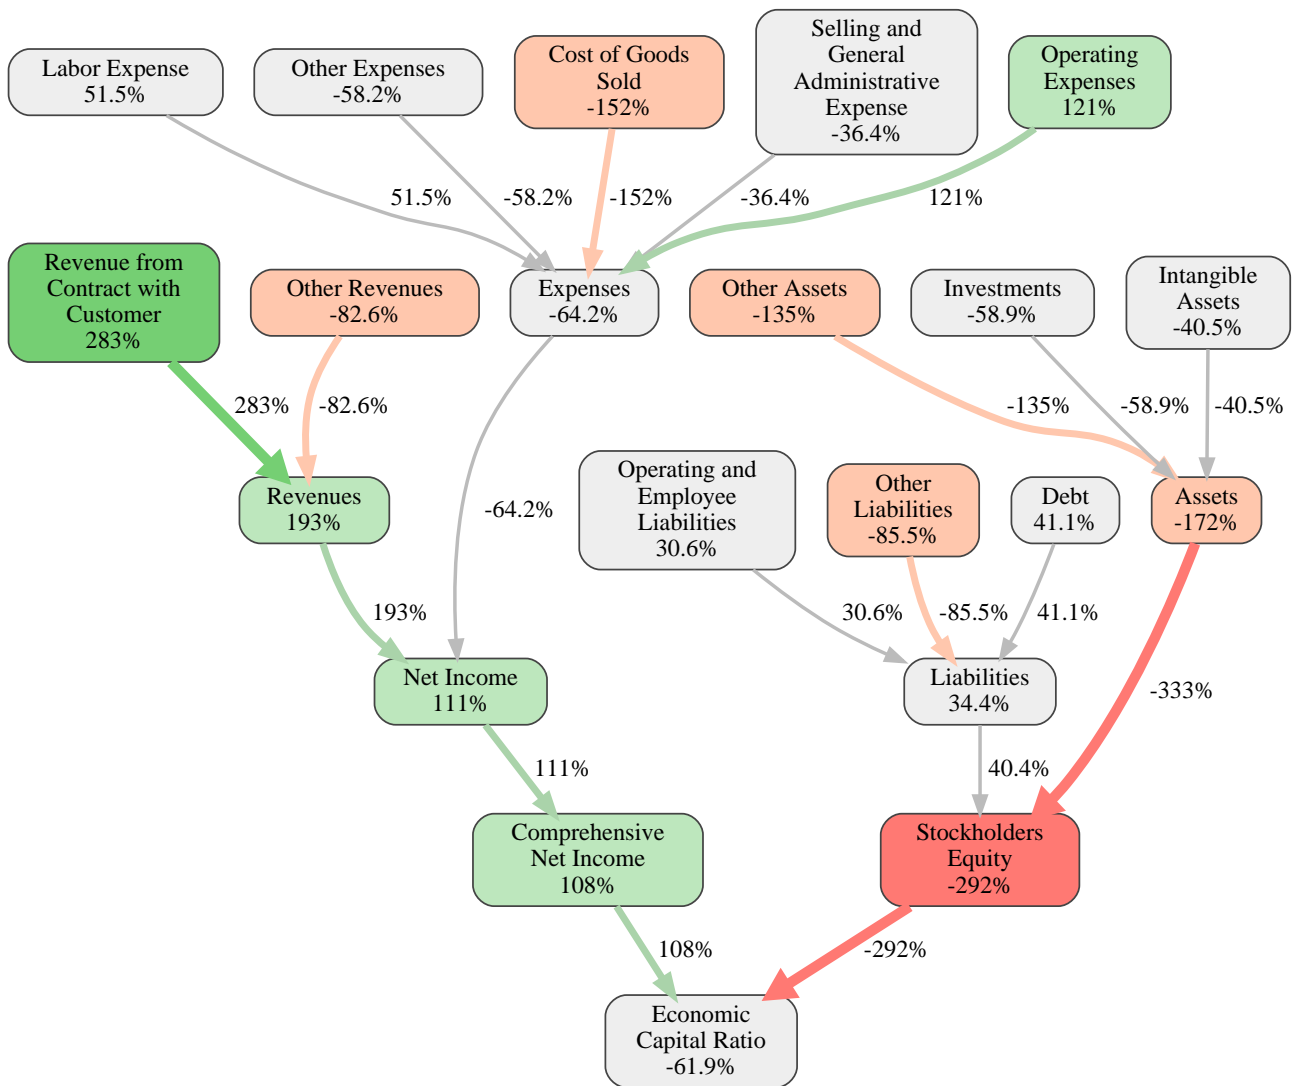 Labor Expense
51.5%
Other Expenses
-58.2%
Cost of Goods
Sold
-152%
Selling and
General
Administrative
Expense
-36.4%
Operating
Expenses
121%
51.5%
-58.2%
-152%
-36.4%
121%
Revenue from
Contract with
Customer
283%
Other Revenues
-82.6%
Expenses
-64.2%
Other Assets
-135%
Investments
-58.9%
Intangible
Assets
-40.5%
283%
-82.6%
-64.2%
-135%
-58.9%
-40.5%
Revenues
193%
Operating and
Employee
Liabilities
30.6%
Other
Liabilities
-85.5%
Debt
41.1%
Assets
-172%
193%
30.6%
-85.5%
41.1%
-333%
Net Income
111%
Liabilities
34.4%
111%
40.4%
Comprehensive
Net Income
108%
Stockholders
Equity
-292%
108%
-292%
Economic
Capital Ratio
-61.9%